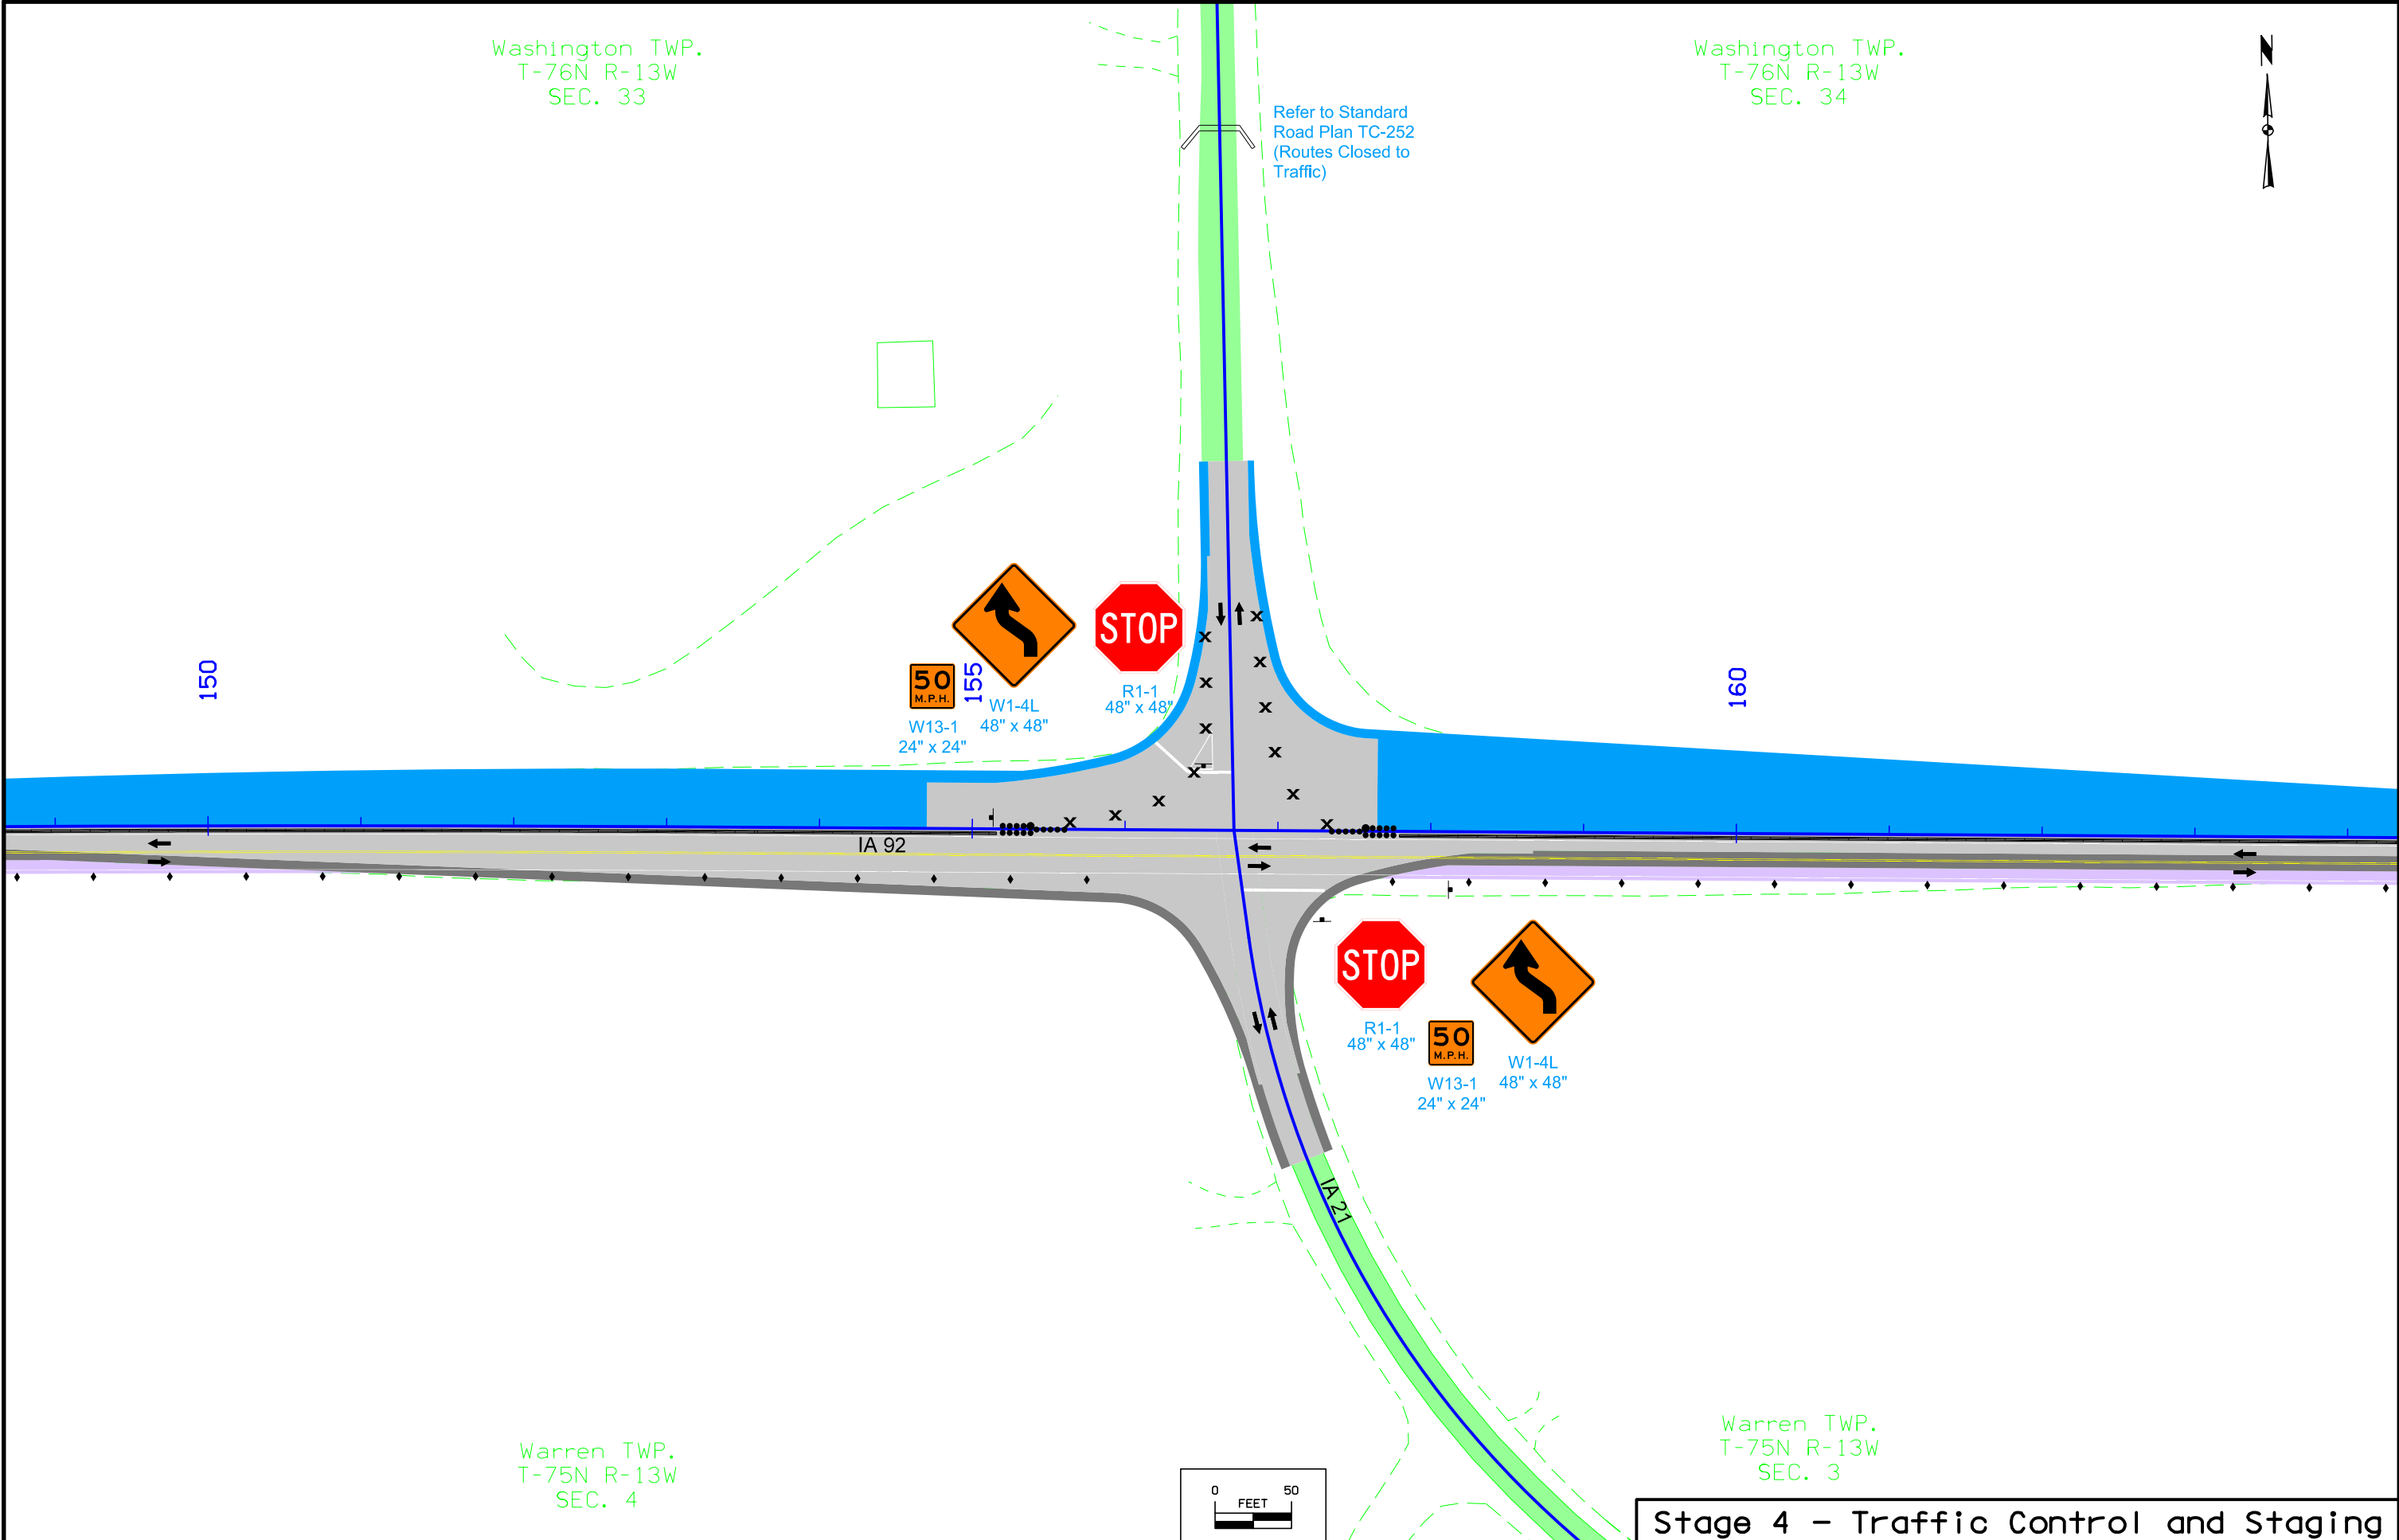 Washington TWP.
T-76N R-13W
SEC. 33
Washington TWP.
T-76N R-13W
SEC. 34
N
Refer to Standard
Road Plan TC-252
(Routes Closed to
Traffic)
150
155
160
50
M.P.H.
W13-1
24" x 24"
W1-4L
48" x 48"
STOP
R1-1
48" x 48"
IA 92
STOP
R1-1
48" x 48"
50
M.P.H.
W13-1
24" x 24"
W1-4L
48" x 48"
IA 21
Warren TWP.
T-75N R-13W
SEC. 4
Warren TWP.
T-75N R-13W
SEC. 3
0 50
FEET
Stage 4 - Traffic Control and Staging